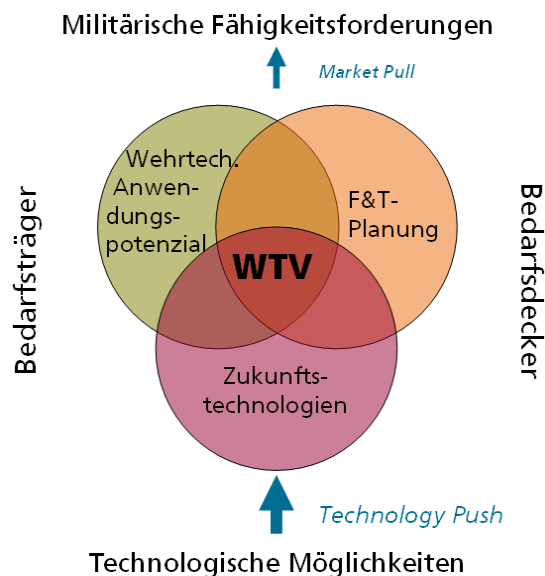 Militärische Fähigkeitsforderungen
Market Pull
Wehrtech.
Anwen-
dungs-
potenzial
F&T-
Planung
WTV
Bedarfsträger
Bedarfsdecker
Zukunfts-
technologien
Technology Push
Technologische Möglichkeiten